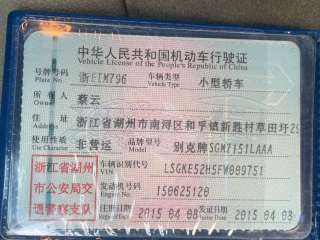 中华人民共和国机动车行驶证
Vehicle License of the People's Republic of China
号牌号码 浙EIM796 车辆类型 小型轿车
Plate No. Vehicle Type
所有人 蔡云
Owner
住址 浙江省湖州市南浔区和孚镇新胜村草田圩29
Address
使用性质 非营运 品牌型号 别克牌SGM7151LAAA
Use Character Model
浙江省湖州 车辆识别代号 LSGKE52H5FW009751
市公安局交 VIN
通警察支队 发动机号码 150625120
Engine No.
注册日期 2015 04 08 发证日期 2015 04 08
Register Date Issue Date